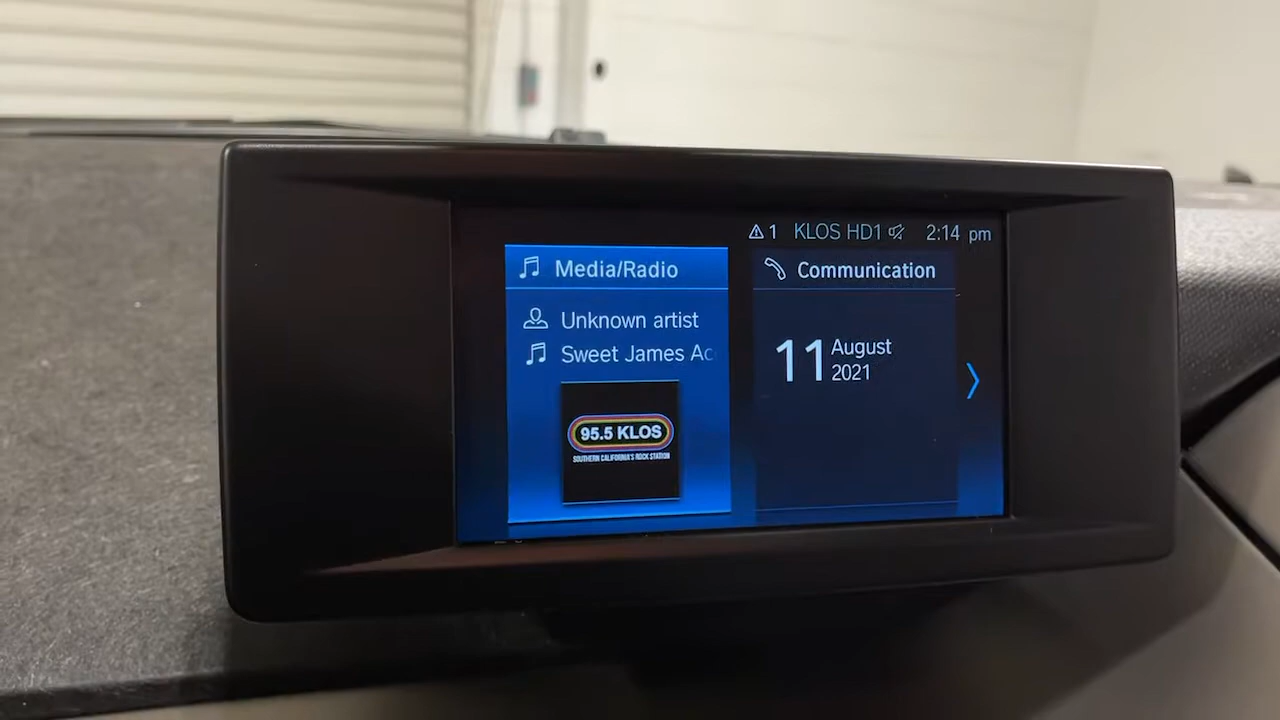 1 KLOS HD1 2:14 pm
Media/Radio
Unknown artist
Sweet James Ac
95.5 KLOS
SOUTHERN CALIFORNIA'S ROCK STATION
Communication
11 August
2021